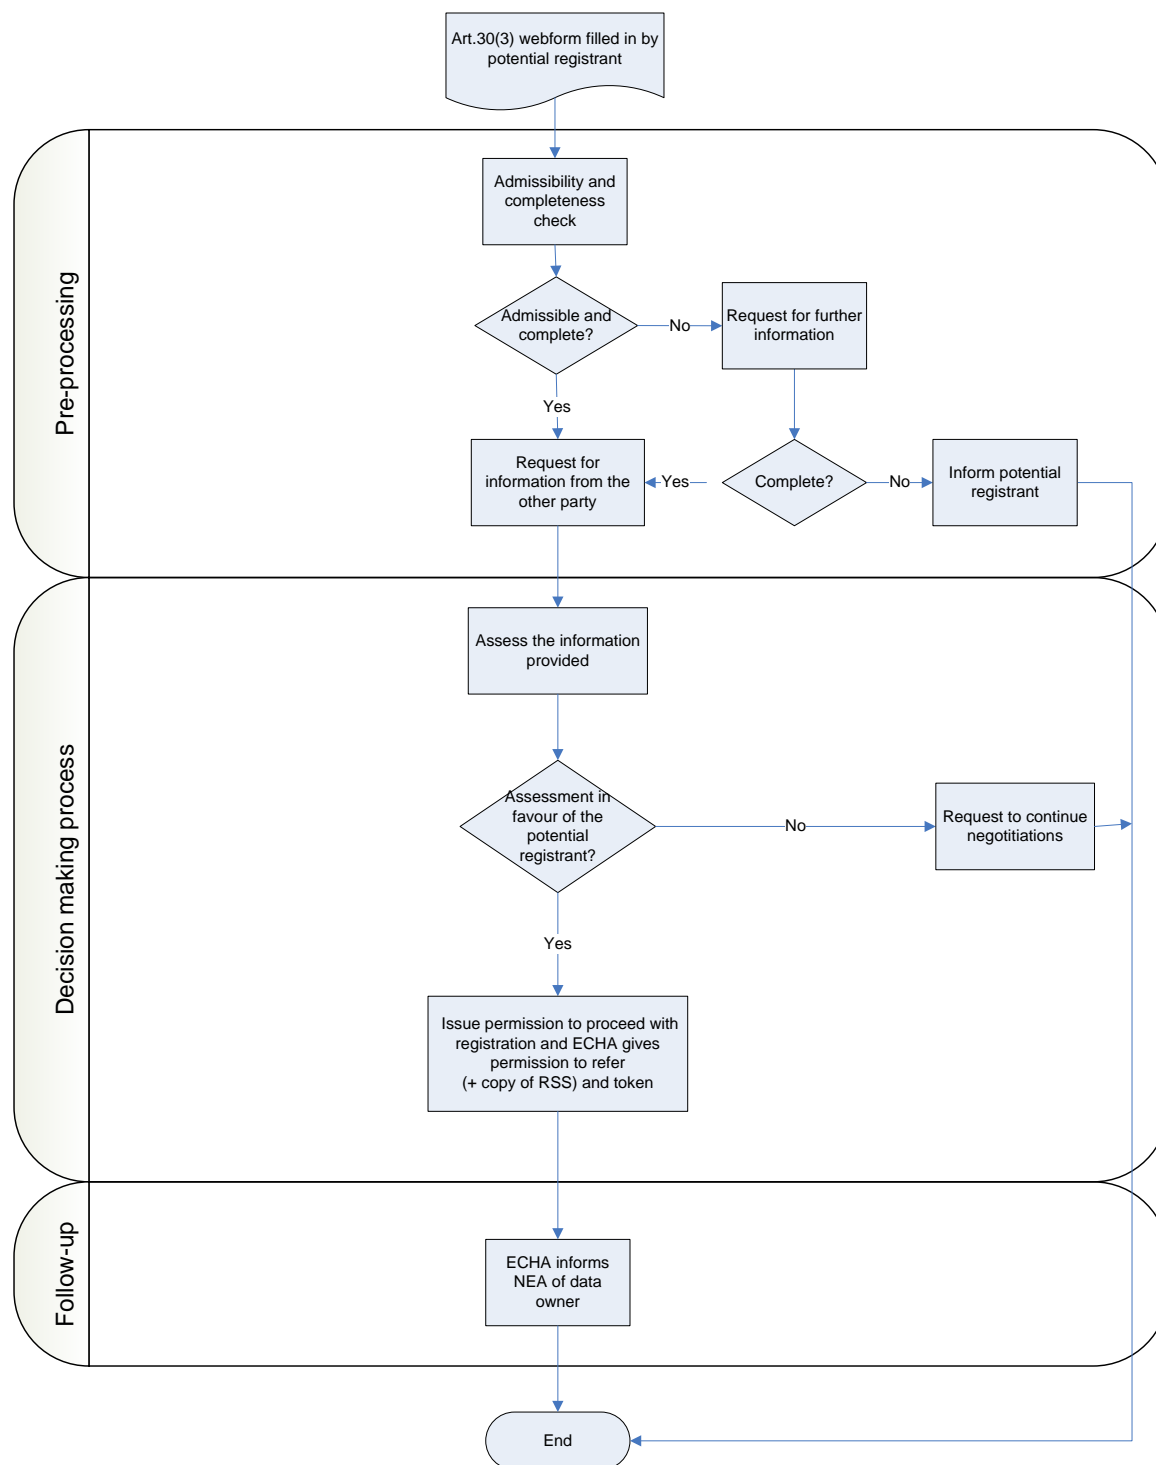 Art.30(3) webform filled in by
potential registrant
Pre-processing
Admissibility and
completeness
check
Admissible and
complete?
No
Request for further
information
Yes
Request for
information from the
other party
Yes
Complete?
No
Inform potential
registrant
Decision making process
Assess the information
provided
Assessment in
favour of the
potential
registrant?
No
Request to continue
negotitiations
Yes
Issue permission to proceed with
registration and ECHA gives
permission to refer
(+ copy of RSS) and token
Follow-up
ECHA informs
NEA of data
owner
End